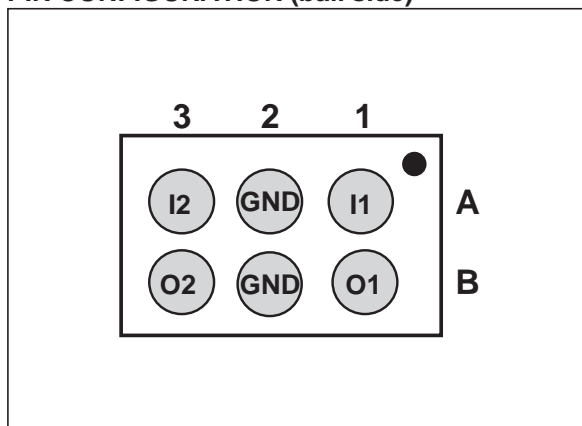 PIN CONFIGURATION (ball side)
3 2 1
I2 GND I1 A
O2 GND O1 B